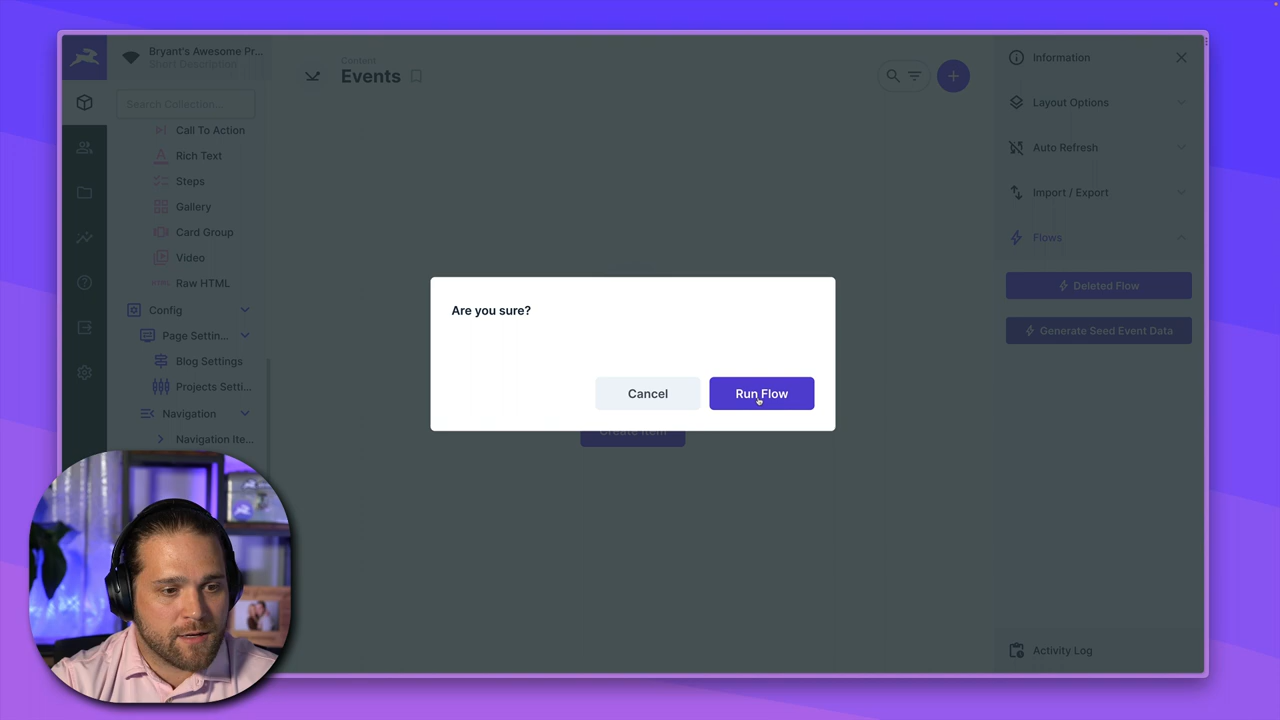 Bryant's Awesome Pr...
Short Description
Search Collection...
Call To Action
Rich Text
Steps
Gallery
Card Group
Video
HTML Raw HTML
Config
Page Settin...
Blog Settings
Projects Setti...
Navigation
Navigation Ite...
Content
Events
Are you sure?
Cancel
Run Flow
Create Item
Information
Layout Options
Auto Refresh
Import / Export
Flows
Deleted Flow
Generate Seed Event Data
Activity Log